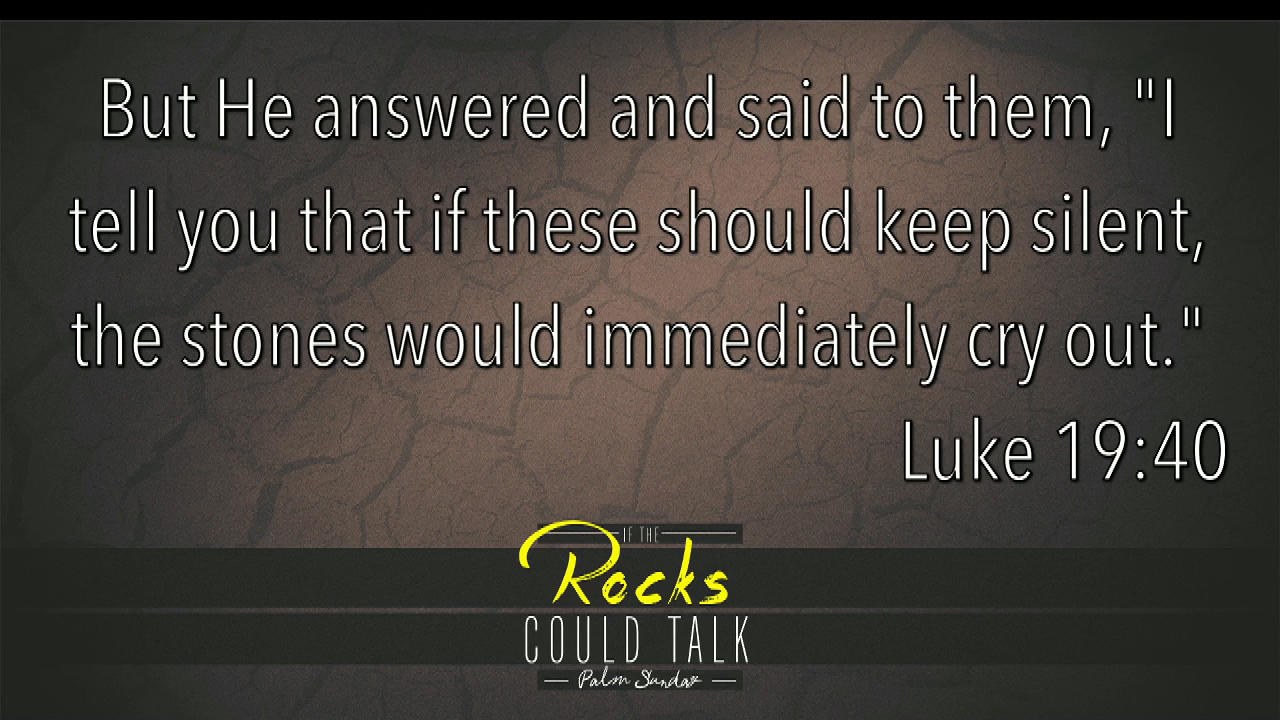 But He answered and said to them, "I
tell you that if these should keep silent,
the stones would immediately cry out."
Luke 19:40
IF THE
Rocks
COULD TALK
Palm Sunday